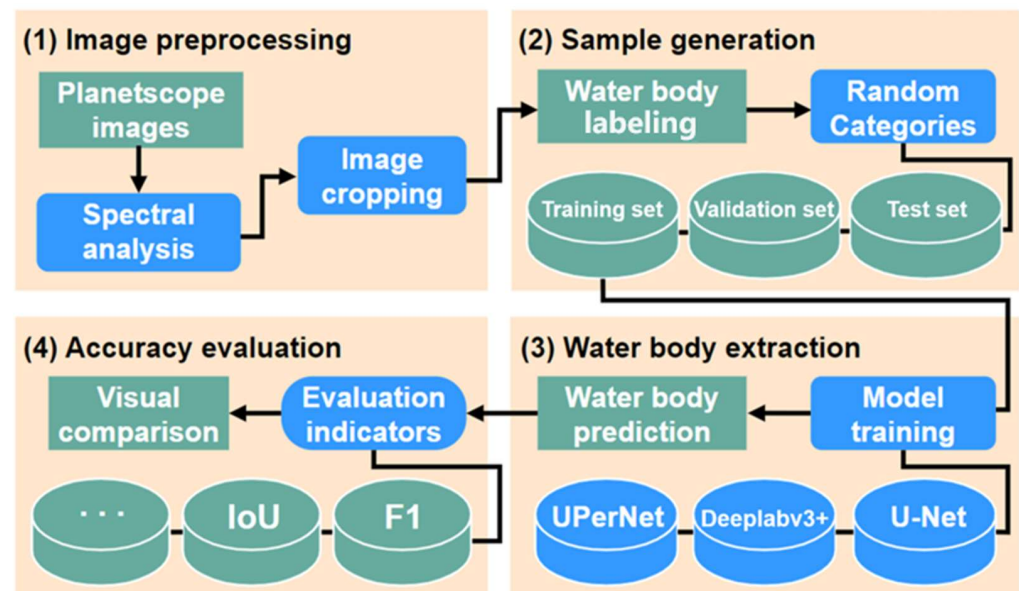 (1) Image preprocessing
Planetscope
images
Spectral
analysis
Image
cropping
(2) Sample generation
Water body
labeling
Random
Categories
Training set
Validation set
Test set
(3) Water body extraction
Model
training
Water body
prediction
UPerNet
Deeplabv3+
U-Net
(4) Accuracy evaluation
Evaluation
indicators
Visual
comparison
...
IoU
F1